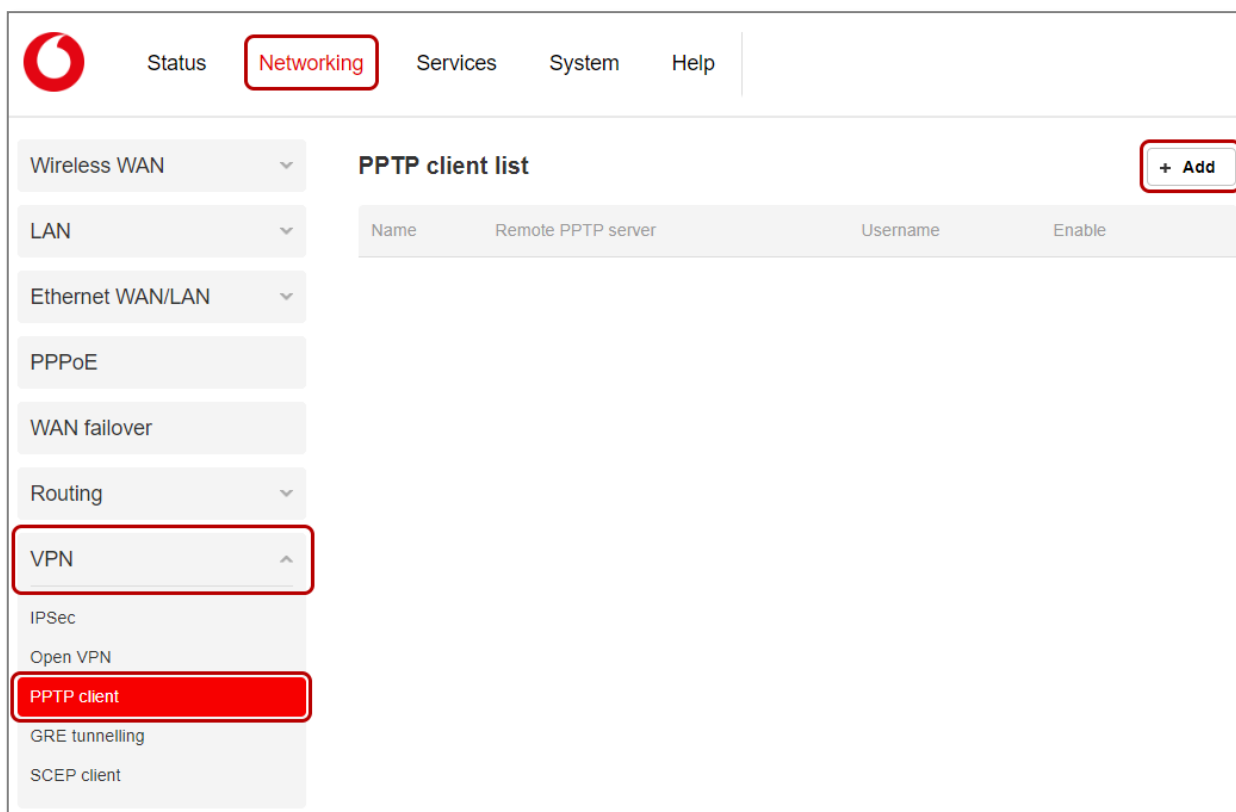 Status Networking Services System Help
Wireless WAN
LAN
Ethernet WAN/LAN
PPPoE
WAN failover
Routing
VPN
IPSec
Open VPN
PPTP client
GRE tunnelling
SCEP client
PPTP client list
+ Add
Name Remote PPTP server Username Enable